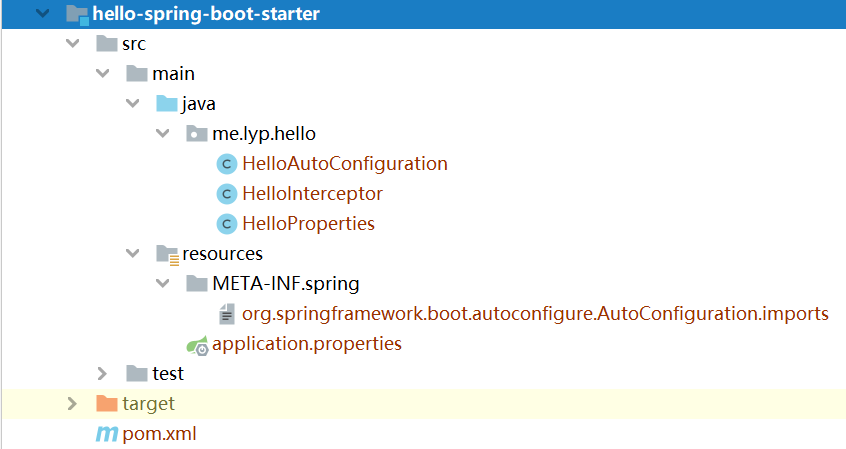 hello-spring-boot-starter
src
main
java
me.lyp.hello
C HelloAutoConfiguration
C HelloInterceptor
C HelloProperties
resources
META-INF.spring
org.springframework.boot.autoconfigure.AutoConfiguration.imports
application.properties
test
target
m pom.xml